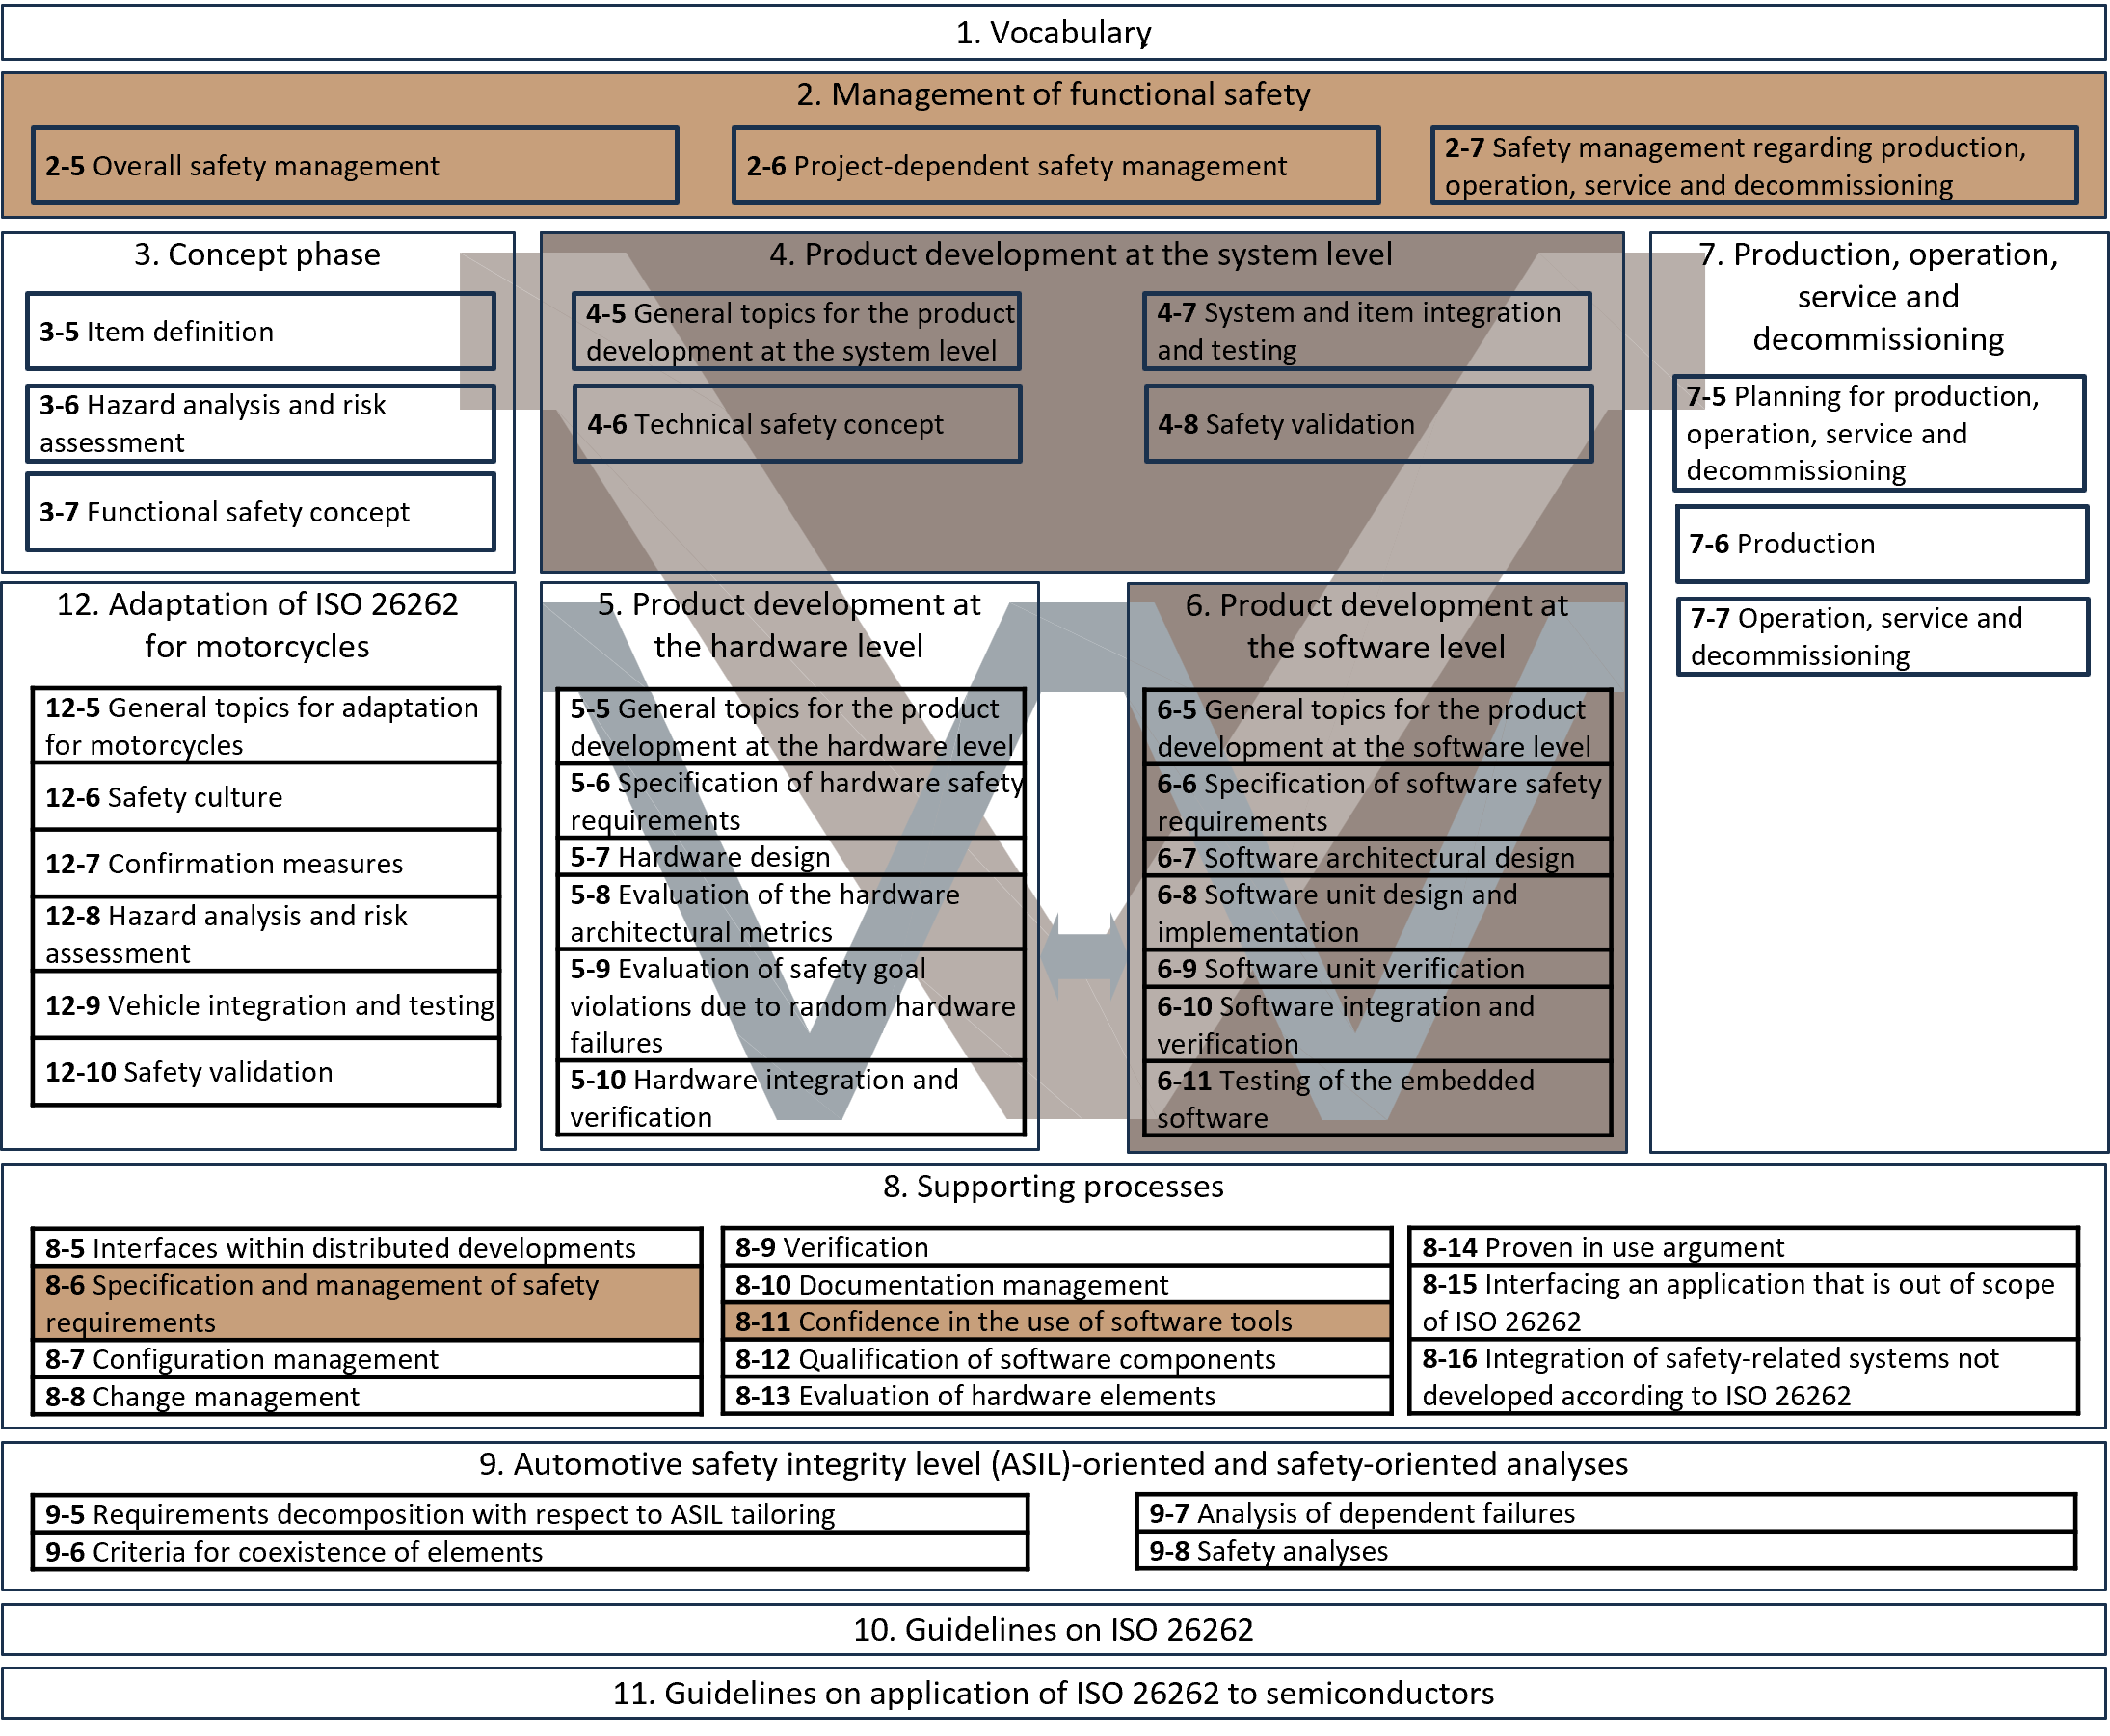 1. Vocabulary
2. Management of functional safety
2-5 Overall safety management
2-6 Project-dependent safety management
2-7 Safety management regarding production,
operation, service and decommissioning
3. Concept phase
3-5 Item definition
3-6 Hazard analysis and risk
assessment
3-7 Functional safety concept
4. Product development at the system level
4-5 General topics for the product
development at the system level
4-6 Technical safety concept
4-7 System and item integration
and testing
4-8 Safety validation
7. Production, operation,
service and
decommissioning
7-5 Planning for production,
operation, service and
decommissioning
7-6 Production
7-7 Operation, service and
decommissioning
12. Adaptation of ISO 26262
for motorcycles
12-5 General topics for adaptation
for motorcycles
12-6 Safety culture
12-7 Confirmation measures
12-8 Hazard analysis and risk
assessment
12-9 Vehicle integration and testing
12-10 Safety validation
5. Product development at
the hardware level
5-5 General topics for the product
development at the hardware level
5-6 Specification of hardware safety
requirements
5-7 Hardware design
5-8 Evaluation of the hardware
architectural metrics
5-9 Evaluation of safety goal
violations due to random hardware
failures
5-10 Hardware integration and
verification
6. Product development at
the software level
6-5 General topics for the product
development at the software level
6-6 Specification of software safety
requirements
6-7 Software architectural design
6-8 Software unit design and
implementation
6-9 Software unit verification
6-10 Software integration and
verification
6-11 Testing of the embedded
software
8. Supporting processes
8-5 Interfaces within distributed developments
8-6 Specification and management of safety
requirements
8-7 Configuration management
8-8 Change management
8-9 Verification
8-10 Documentation management
8-11 Confidence in the use of software tools
8-12 Qualification of software components
8-13 Evaluation of hardware elements
8-14 Proven in use argument
8-15 Interfacing an application that is out of scope
of ISO 26262
8-16 Integration of safety-related systems not
developed according to ISO 26262
9. Automotive safety integrity level (ASIL)-oriented and safety-oriented analyses
9-5 Requirements decomposition with respect to ASIL tailoring
9-6 Criteria for coexistence of elements
9-7 Analysis of dependent failures
9-8 Safety analyses
10. Guidelines on ISO 26262
11. Guidelines on application of ISO 26262 to semiconductors